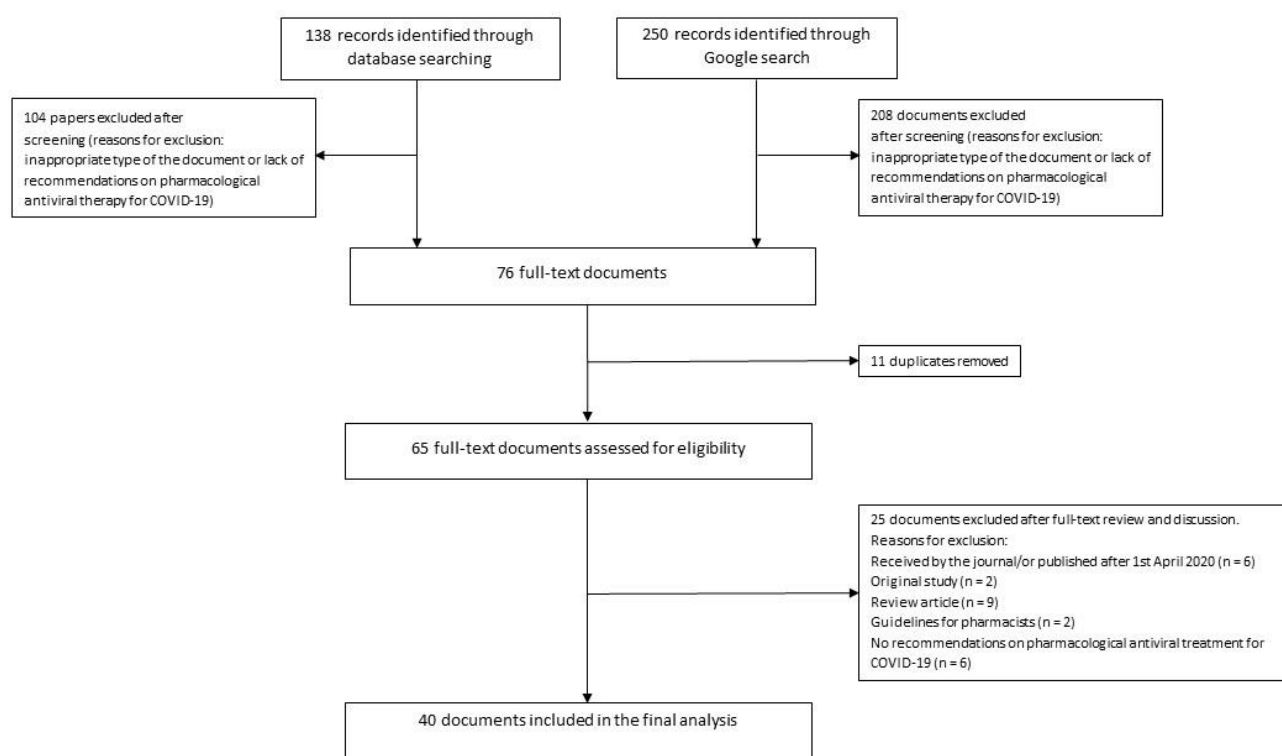 138 records identified through
database searching
250 records identified through
Google search
104 papers excluded after
screening (reasons for exclusion:
inappropriate type of the document or lack of
recommendations on pharmacological
antiviral therapy for COVID-19)
208 documents excluded
after screening (reasons for exclusion:
inappropriate type of the document or lack of
recommendations on pharmacological
antiviral therapy for COVID-19)
76 full-text documents
11 duplicates removed
65 full-text documents assessed for eligibility
25 documents excluded after full-text review and discussion.
Reasons for exclusion:
Received by the journal/or published after 1st April 2020 (n = 6)
Original study (n = 2)
Review article (n = 9)
Guidelines for pharmacists (n = 2)
No recommendations on pharmacological antiviral treatment for
COVID-19 (n = 6)
40 documents included in the final analysis